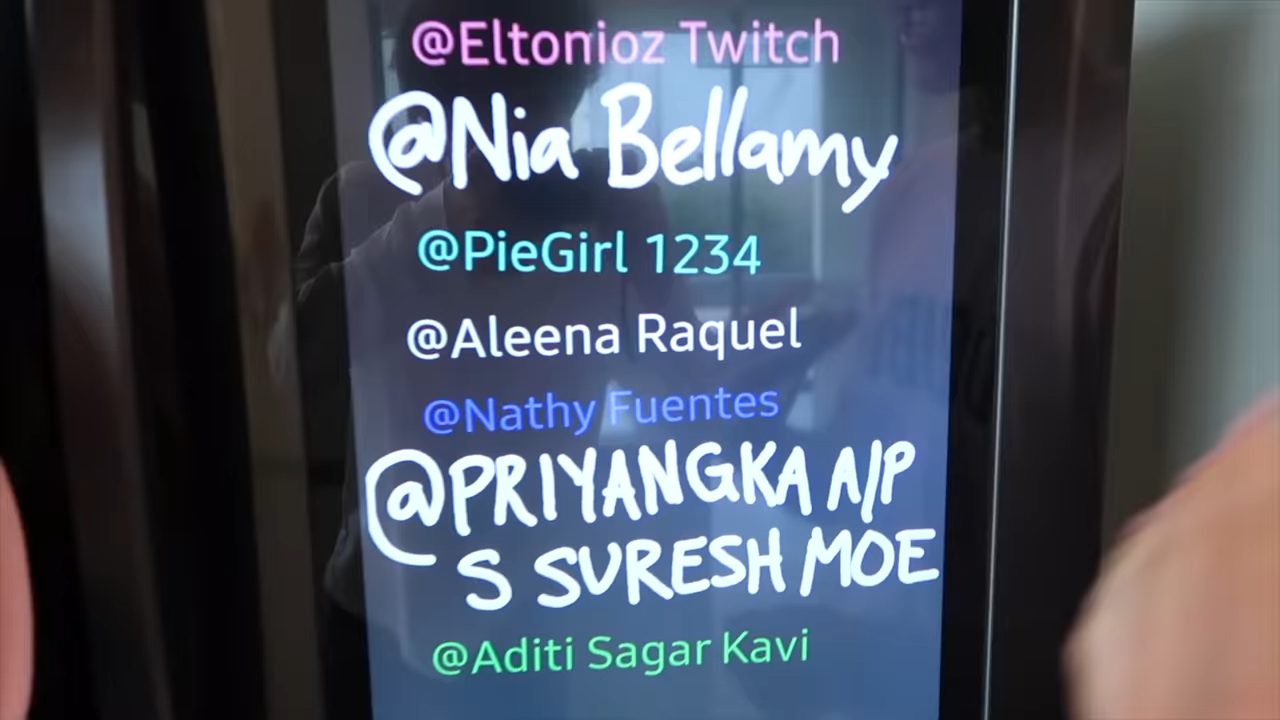 @Eltonioz Twitch
@Nia Bellamy
@PieGirl 1234
@Aleena Raquel
@Nathy Fuentes
@PRIYANGKA A/P
S SURESH MOE
@Aditi Sagar Kavi